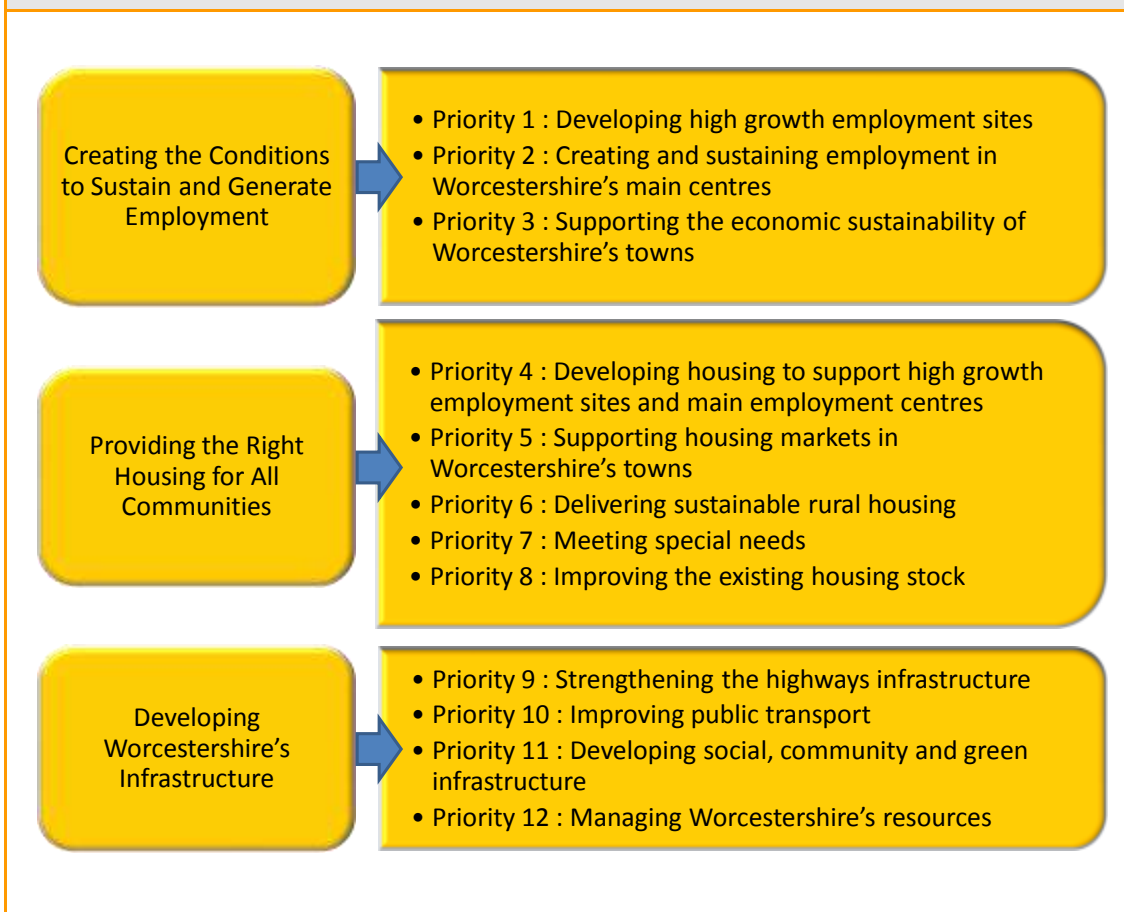 Creating the Conditions
to Sustain and Generate
Employment
• Priority 1 : Developing high growth employment sites
• Priority 2 : Creating and sustaining employment in
Worcestershire’s main centres
• Priority 3 : Supporting the economic sustainability of
Worcestershire’s towns
Providing the Right
Housing for All
Communities
• Priority 4 : Developing housing to support high growth
employment sites and main employment centres
• Priority 5 : Supporting housing markets in
Worcestershire’s towns
• Priority 6 : Delivering sustainable rural housing
• Priority 7 : Meeting special needs
• Priority 8 : Improving the existing housing stock
Developing
Worcestershire’s
Infrastructure
• Priority 9 : Strengthening the highways infrastructure
• Priority 10 : Improving public transport
• Priority 11 : Developing social, community and green
infrastructure
• Priority 12 : Managing Worcestershire’s resources